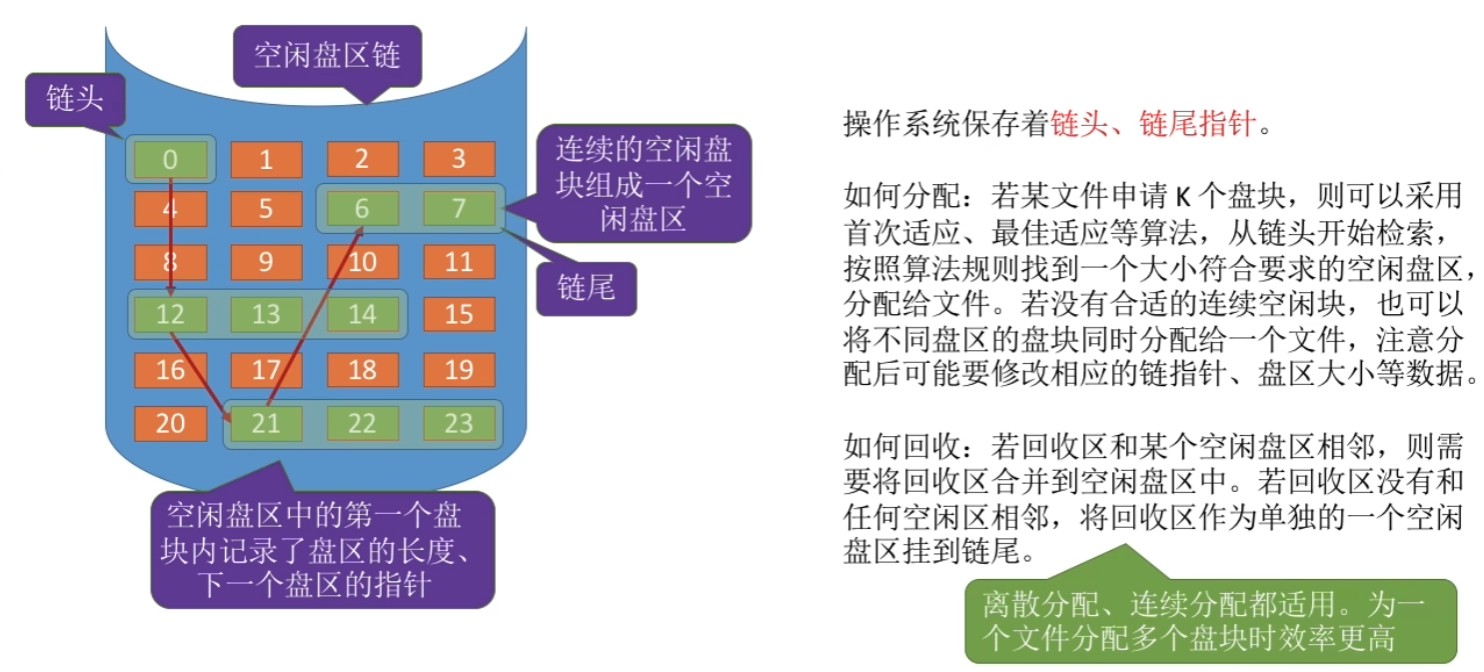 空闲盘区链
链头
0
1
2
3
4
5
6
7
8
9
10
11
12
13
14
15
16
17
18
19
20
21
22
23
连续的空闲盘
块组成一个空
闲盘区
链尾
空闲盘区中的第一个盘
块内记录了盘区的长度、
下一个盘区的指针
操作系统保存着链头、链尾指针。
如何分配：若某文件申请 K 个盘块，则可以采用
首次适应、最佳适应等算法，从链头开始检索，
按照算法规则找到一个大小符合要求的空闲盘区，
分配给文件。若没有合适的连续空闲块，也可以
将不同盘区的盘块同时分配给一个文件，注意分
配后可能要修改相应的链指针、盘区大小等数据。
如何回收：若回收区和某个空闲盘区相邻，则需
要将回收区合并到空闲盘区中。若回收区没有和
任何空闲区相邻，将回收区作为单独的一个空闲
盘区挂到链尾。
离散分配、连续分配都适用。为一
个文件分配多个盘块时效率更高